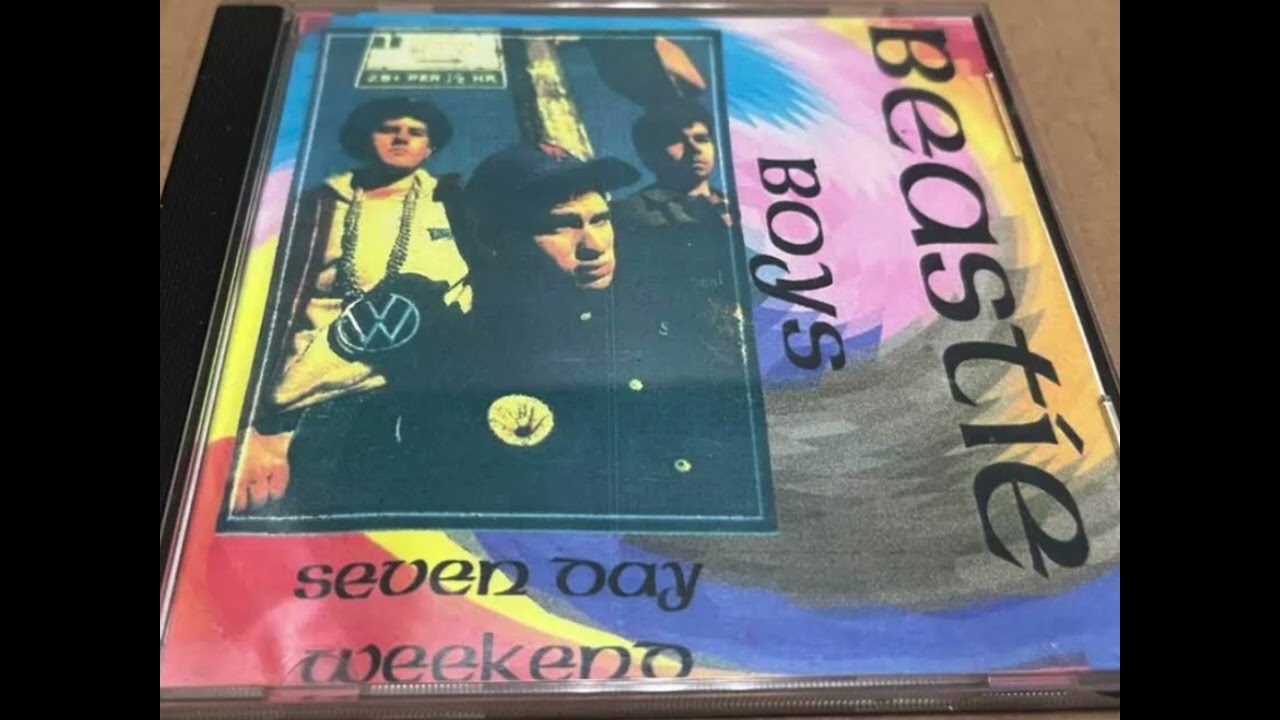 Beastie
Boys
25¢ PER ½ HR
seven day
weekend